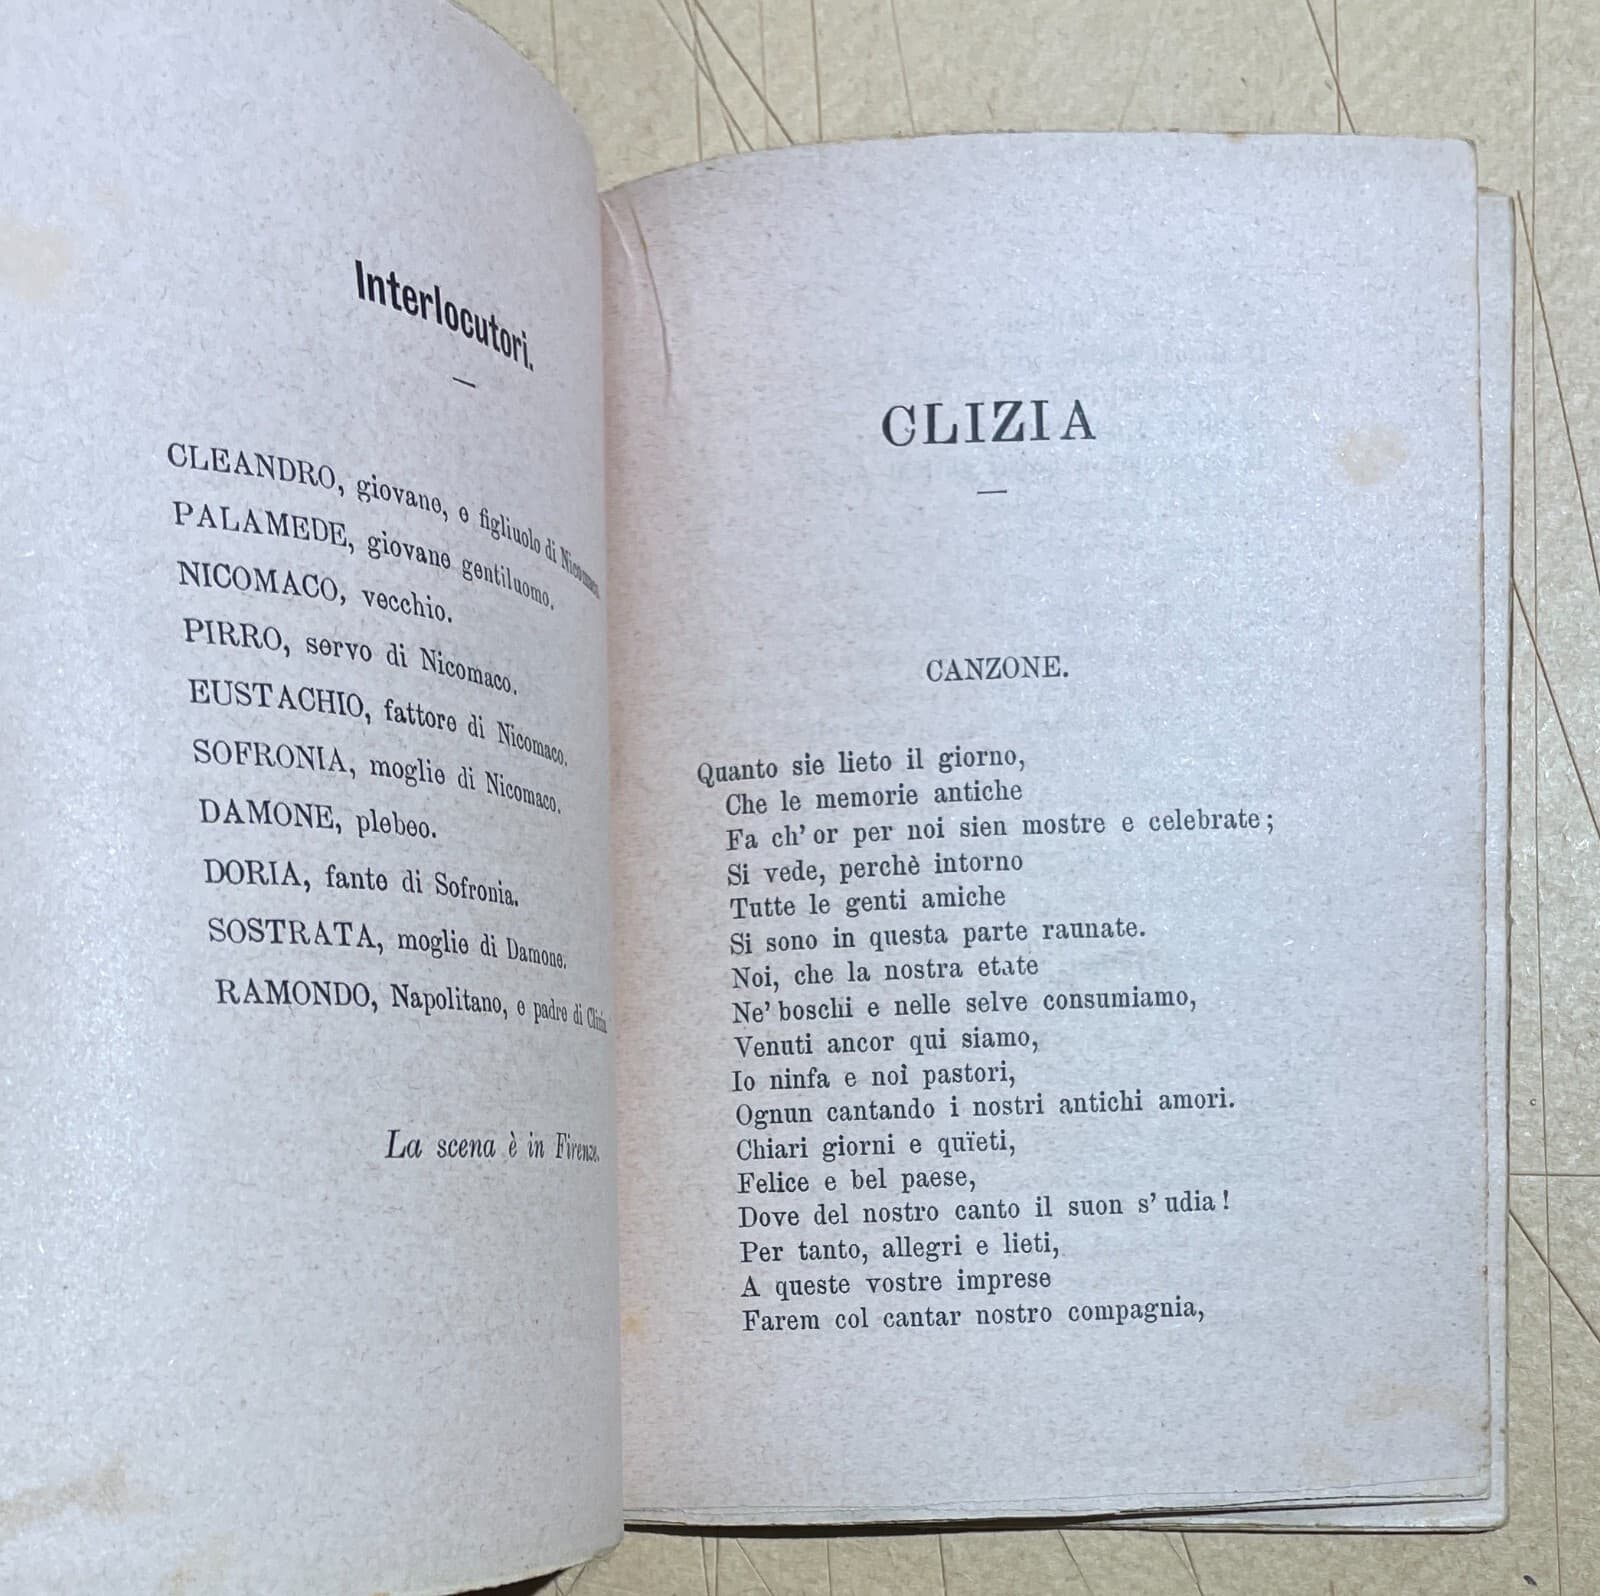 Interlocutori.
CLEANDRO, giovane, e figliuolo di Nicomaco.
PALAMEDE, giovane gentiluomo.
NICOMACO, vecchio.
PIRRO, servo di Nicomaco.
EUSTACHIO, fattore di Nicomaco.
SOFRONIA, moglie di Nicomaco.
DAMONE, plebeo.
DORIA, fante di Sofronia.
SOSTRATA, moglie di Damone.
RAMONDO, Napolitano, e padre di Clizia
La scena è in Firenze.
CLIZIA
CANZONE.
Quanto sie lieto il giorno,
Che le memorie antiche
Fa ch' or per noi sien mostre e celebrate;
Si vede, perchè intorno
Tutte le genti amiche
Si sono in questa parte raunate.
Noi, che la nostra etate
Ne' boschi e nelle selve consumiamo,
Venuti ancor qui siamo,
Io ninfa e noi pastori,
Ognun cantando i nostri antichi amori.
Chiari giorni e quïeti,
Felice e bel paese,
Dove del nostro canto il suon s' udia!
Per tanto, allegri e lieti,
A queste vostre imprese
Farem col cantar nostro compagnia,